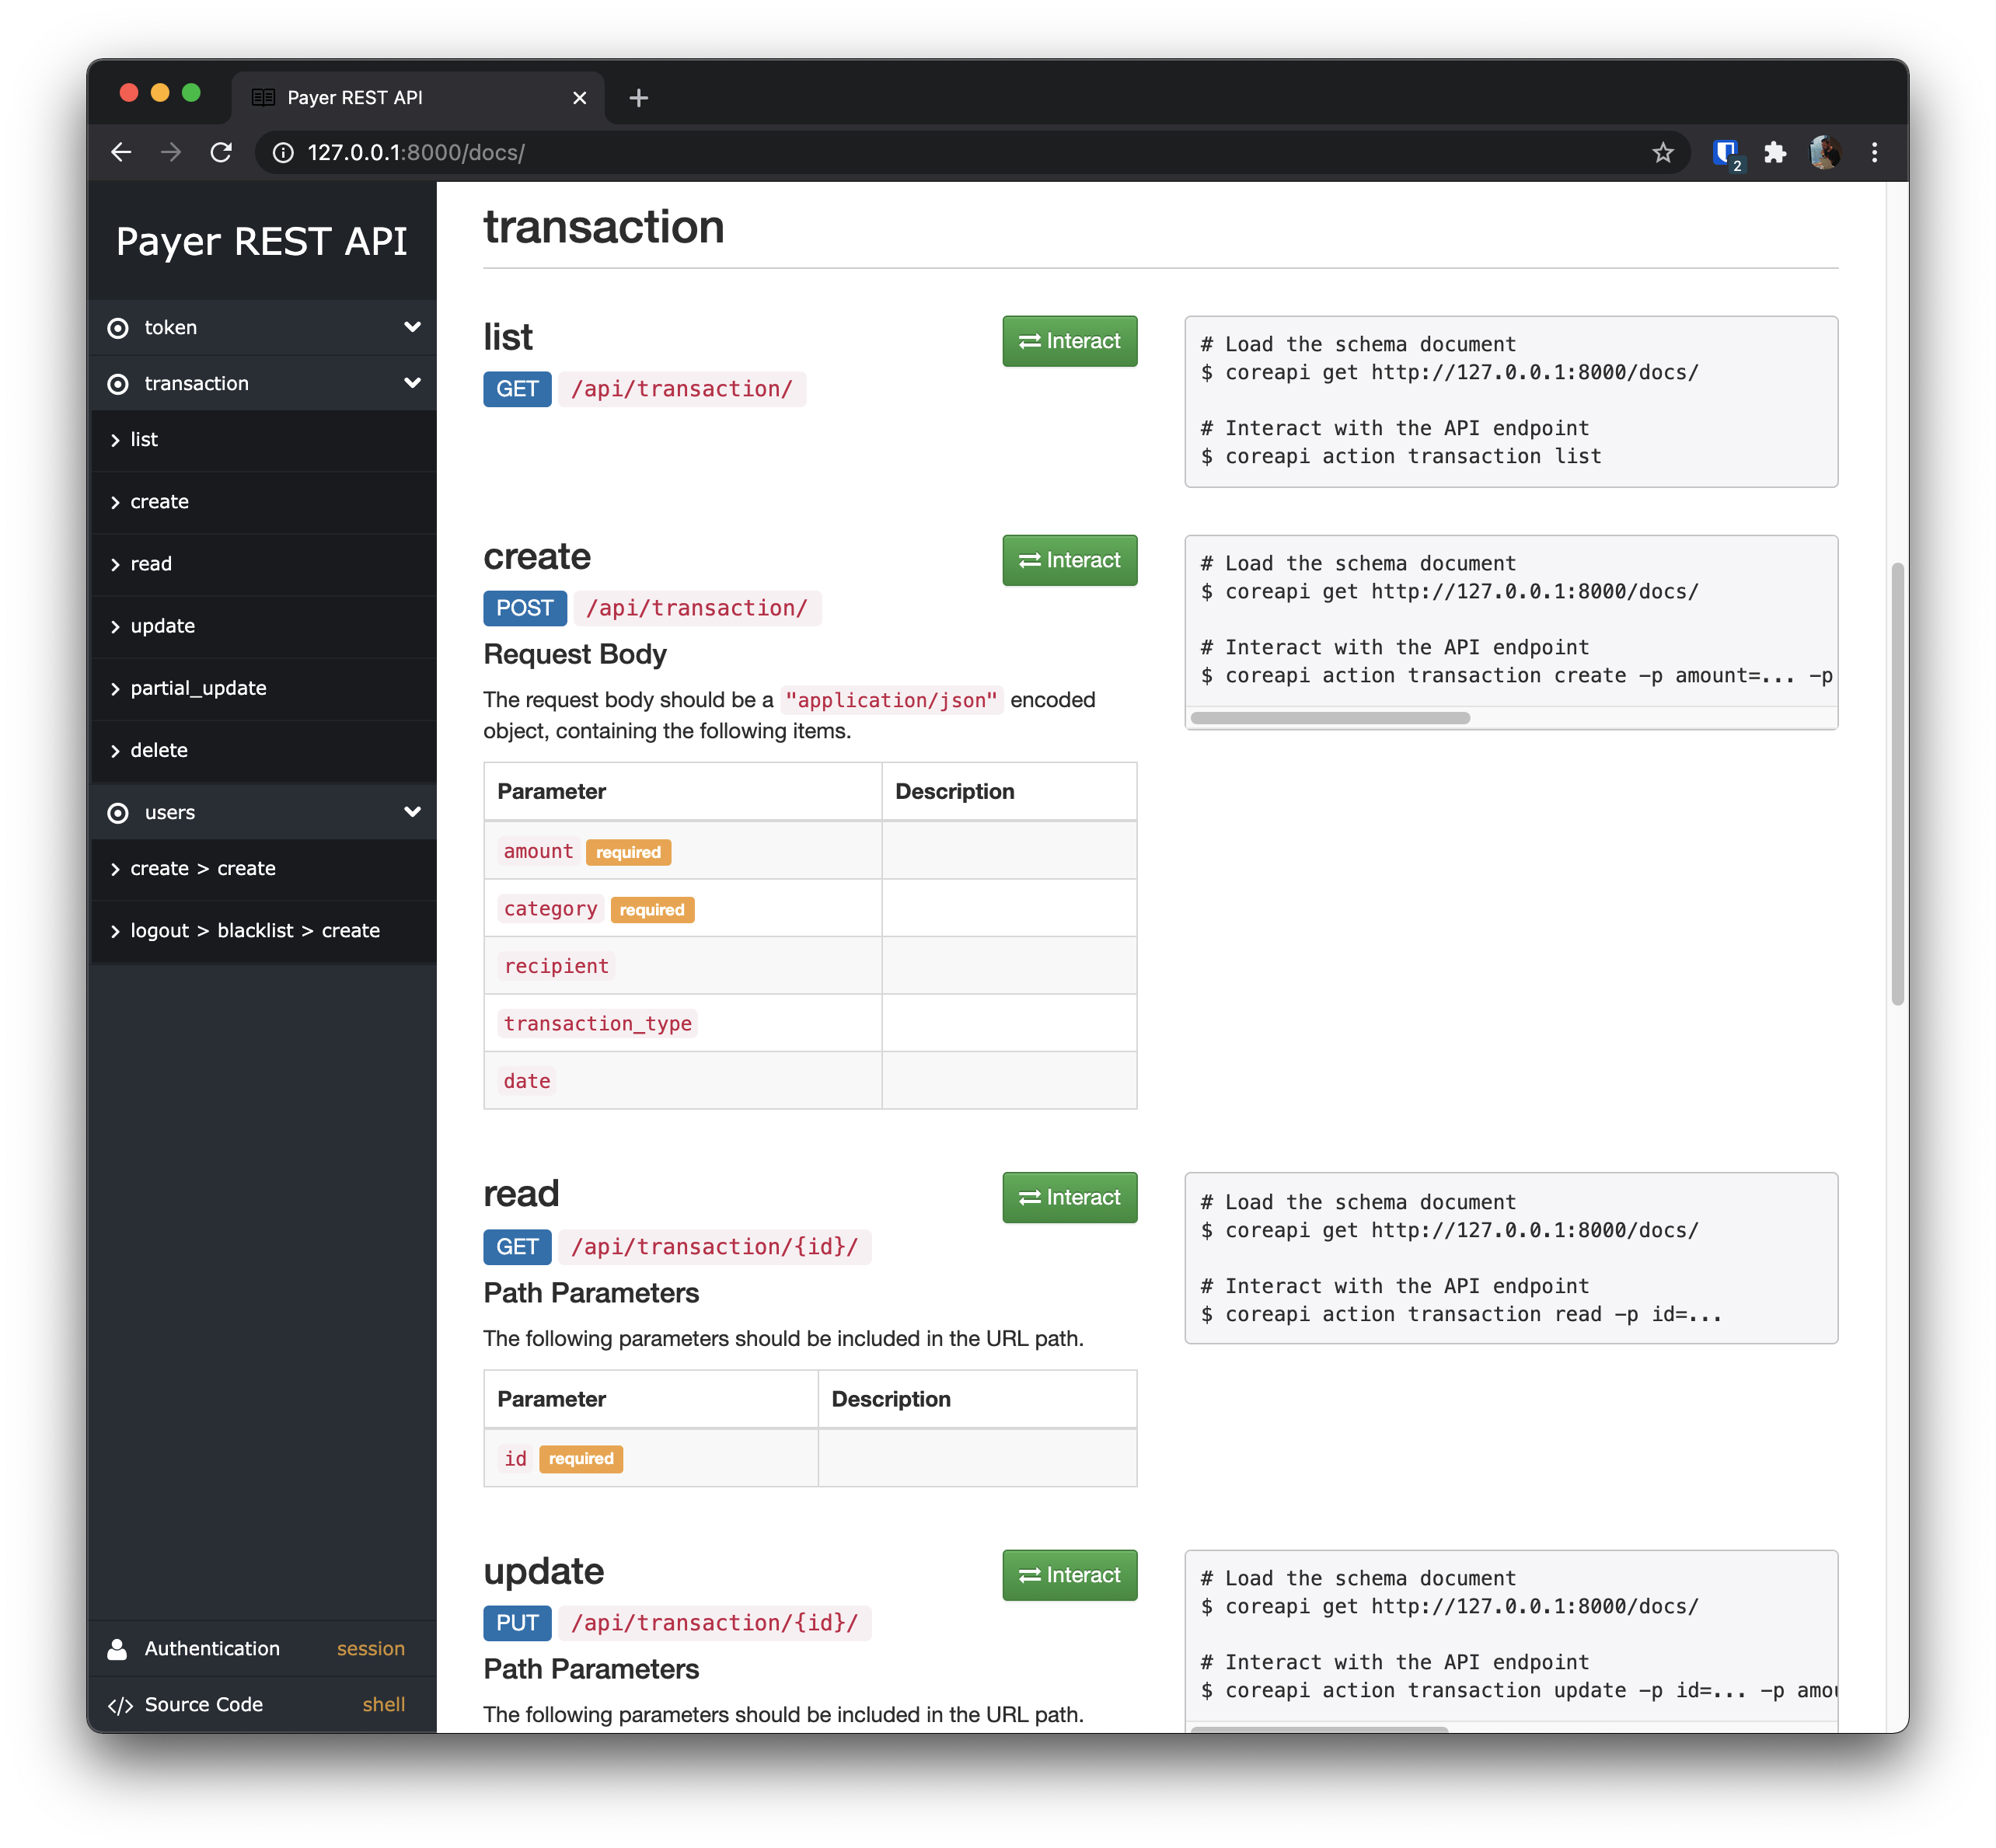 Payer REST API
127.0.0.1:8000/docs/
2
Payer REST API
token
transaction
list
create
read
update
partial_update
delete
users
create > create
logout > blacklist > create
Authentication session
Source Code shell
transaction
list
Interact
GET /api/transaction/
# Load the schema document
$ coreapi get http://127.0.0.1:8000/docs/
# Interact with the API endpoint
$ coreapi action transaction list
create
Interact
POST /api/transaction/
Request Body
The request body should be a "application/json" encoded
object, containing the following items.
Parameter Description
amount required
category required
recipient
transaction_type
date
# Load the schema document
$ coreapi get http://127.0.0.1:8000/docs/
# Interact with the API endpoint
$ coreapi action transaction create -p amount=... -p
read
Interact
GET /api/transaction/{id}/
Path Parameters
The following parameters should be included in the URL path.
Parameter Description
id required
# Load the schema document
$ coreapi get http://127.0.0.1:8000/docs/
# Interact with the API endpoint
$ coreapi action transaction read -p id=...
update
Interact
PUT /api/transaction/{id}/
Path Parameters
The following parameters should be included in the URL path.
# Load the schema document
$ coreapi get http://127.0.0.1:8000/docs/
# Interact with the API endpoint
$ coreapi action transaction update -p id=... -p